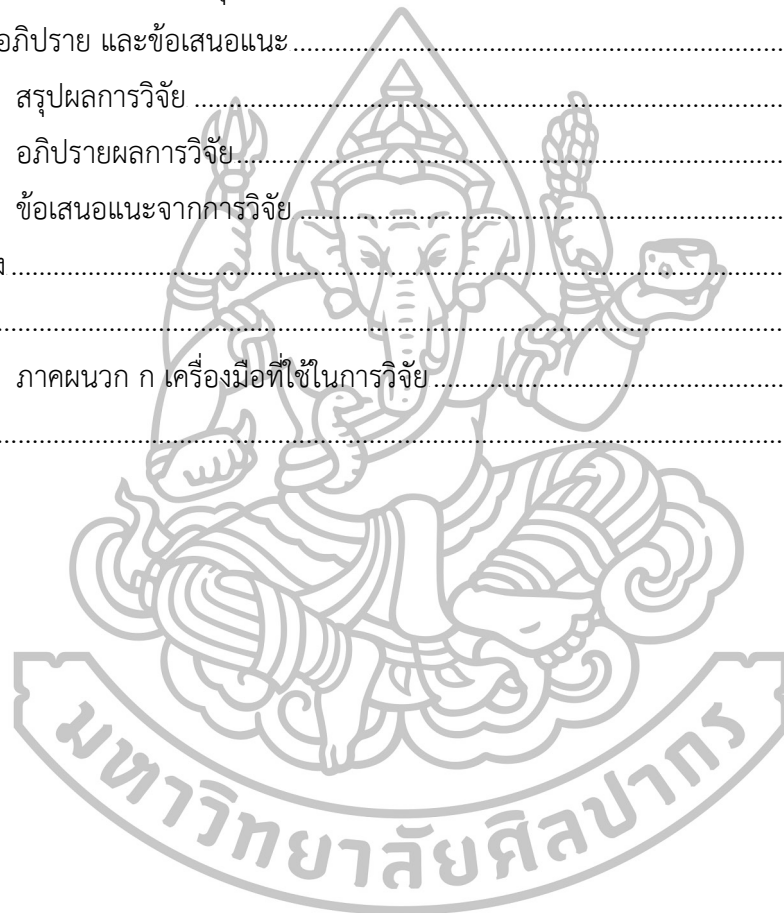 อภิปราย และข้อเสนอแนะ
สรุปผลการวิจัย
อภิปรายผลการวิจัย
ข้อเสนอแนะจากการวิจัย
ภาคผนวก ก เครื่องมือที่ใช้ในการวิจัย
มหาวิทยาลัยศิลปากร